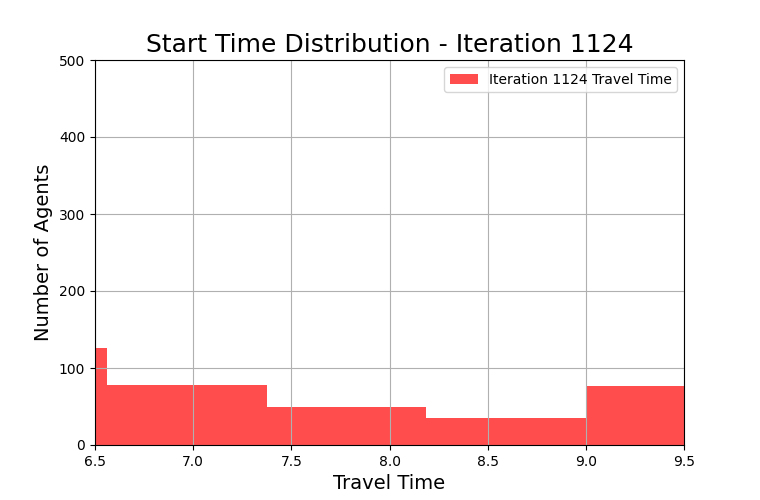 Start Time Distribution - Iteration 1124
Iteration 1124 Travel Time
Number of Agents
500
400
300
200
100
0
6.5 7.0 7.5 8.0 8.5 9.0 9.5
Travel Time